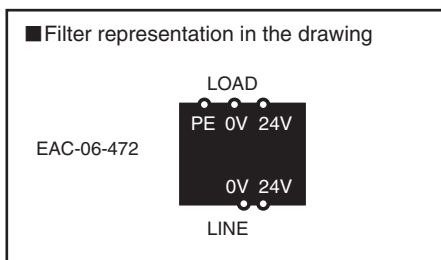 ■Filter representation in the drawing
LOAD
PE 0V 24V
EAC-06-472
0V 24V
LINE